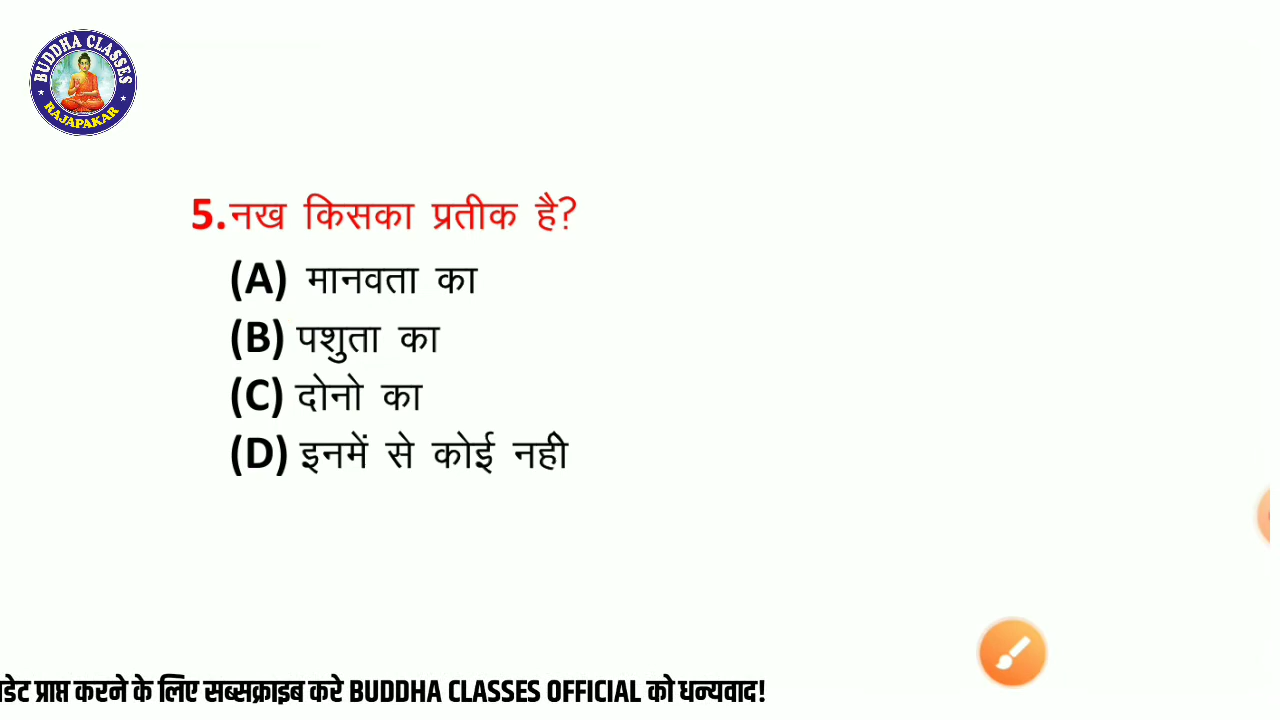 BUDDHA CLASSES
RAJAPAKAR
5.नख किसका प्रतीक है?
(A) मानवता का
(B) पशुता का
(C) दोनो का
(D) इनमें से कोई नही
प्राप्त करने के लिए सब्सक्राइब करे BUDDHA CLASSES OFFICIAL को धन्यवाद!